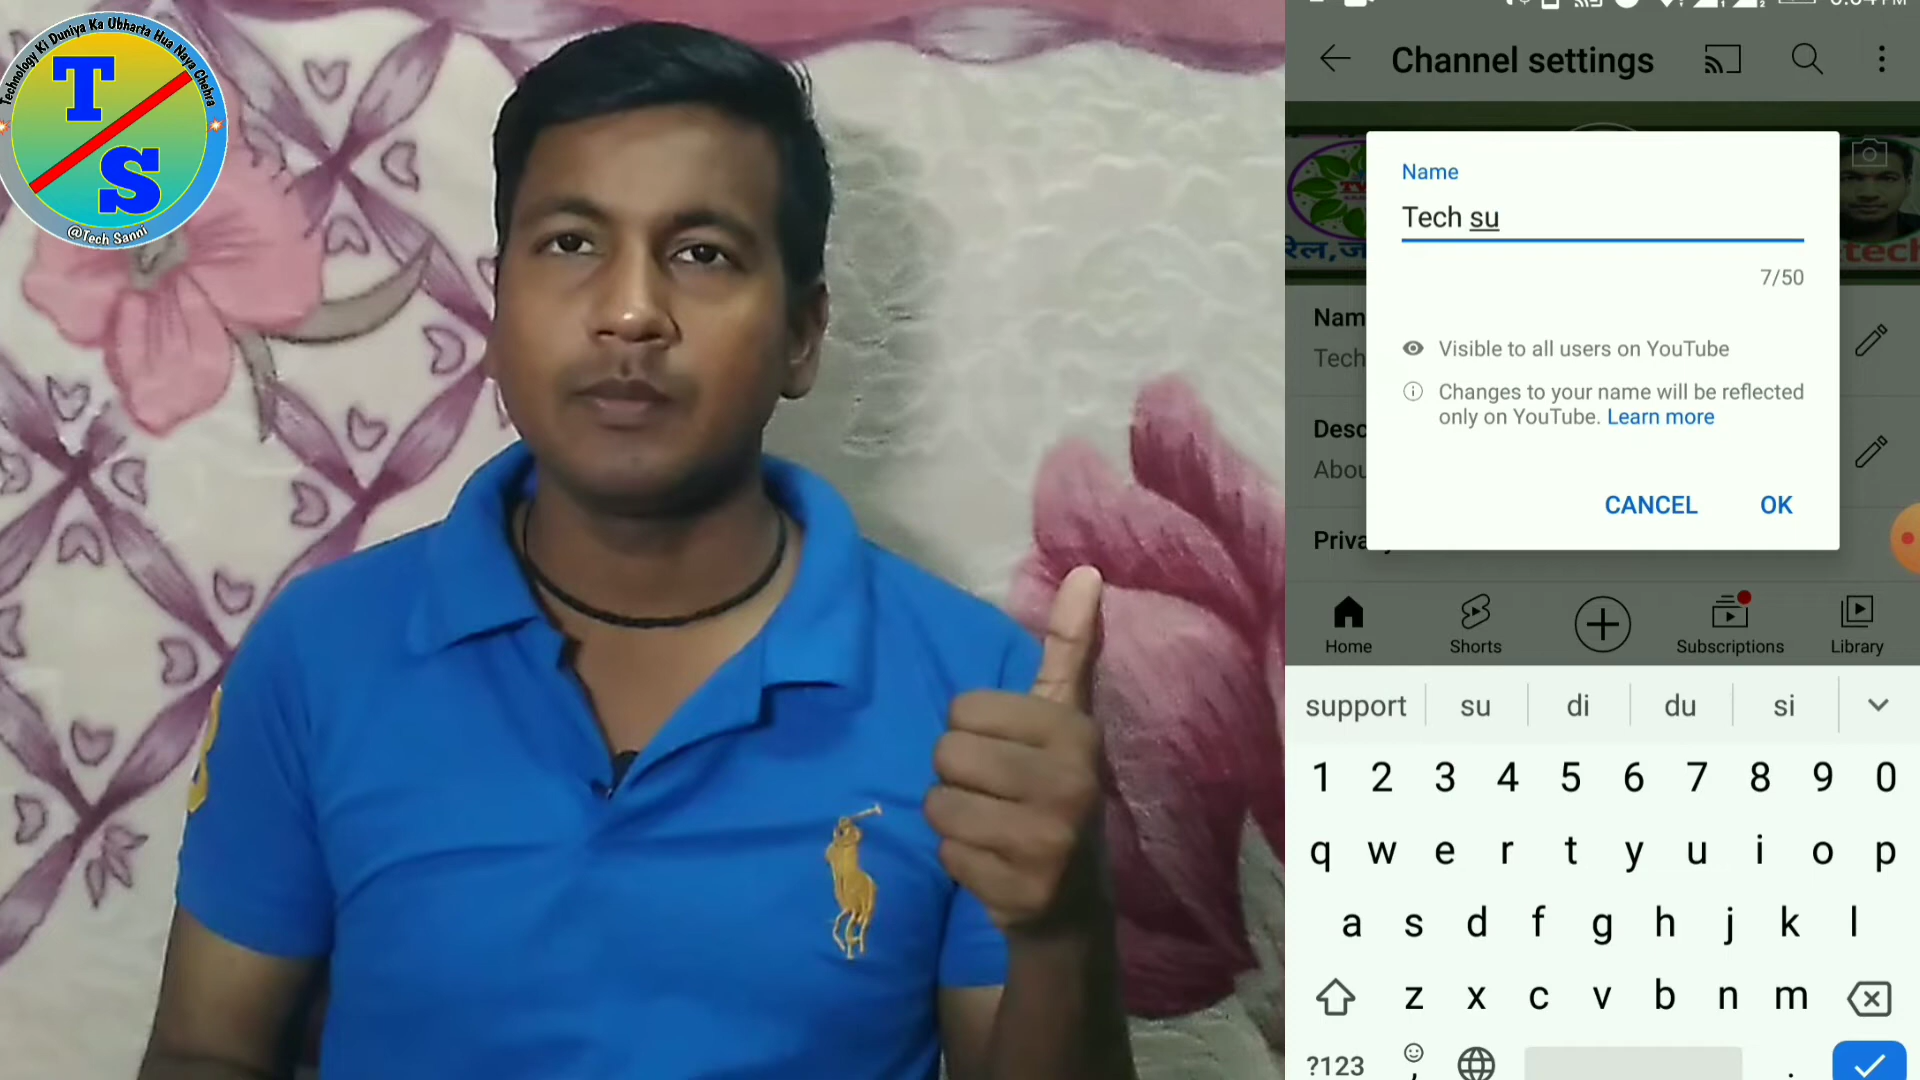 Technology Ki Duniya Ka Ubharta Hua Naya Chehra
T
S
@Tech Sanni
Channel settings
Name
Tech su
7/50
Visible to all users on YouTube
Changes to your name will be reflected
only on YouTube. Learn more
CANCEL OK
Nam
Tech
Desc
Abou
Priva
tech
Home Shorts Subscriptions Library
support su di du si
1 2 3 4 5 6 7 8 9 0
q w e r t y u i o p
a s d f g h j k l
z x c v b n m
?123 , .